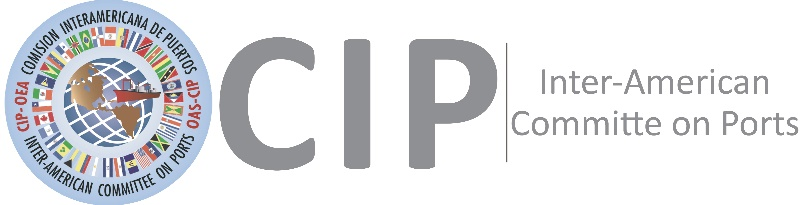 COMISION INTERAMERICANA DE PUERTOS
CIP-OEA
OAS-CIP
INTER-AMERICAN COMMITTEE ON PORTS
CIP
Inter-American
Committe on Ports